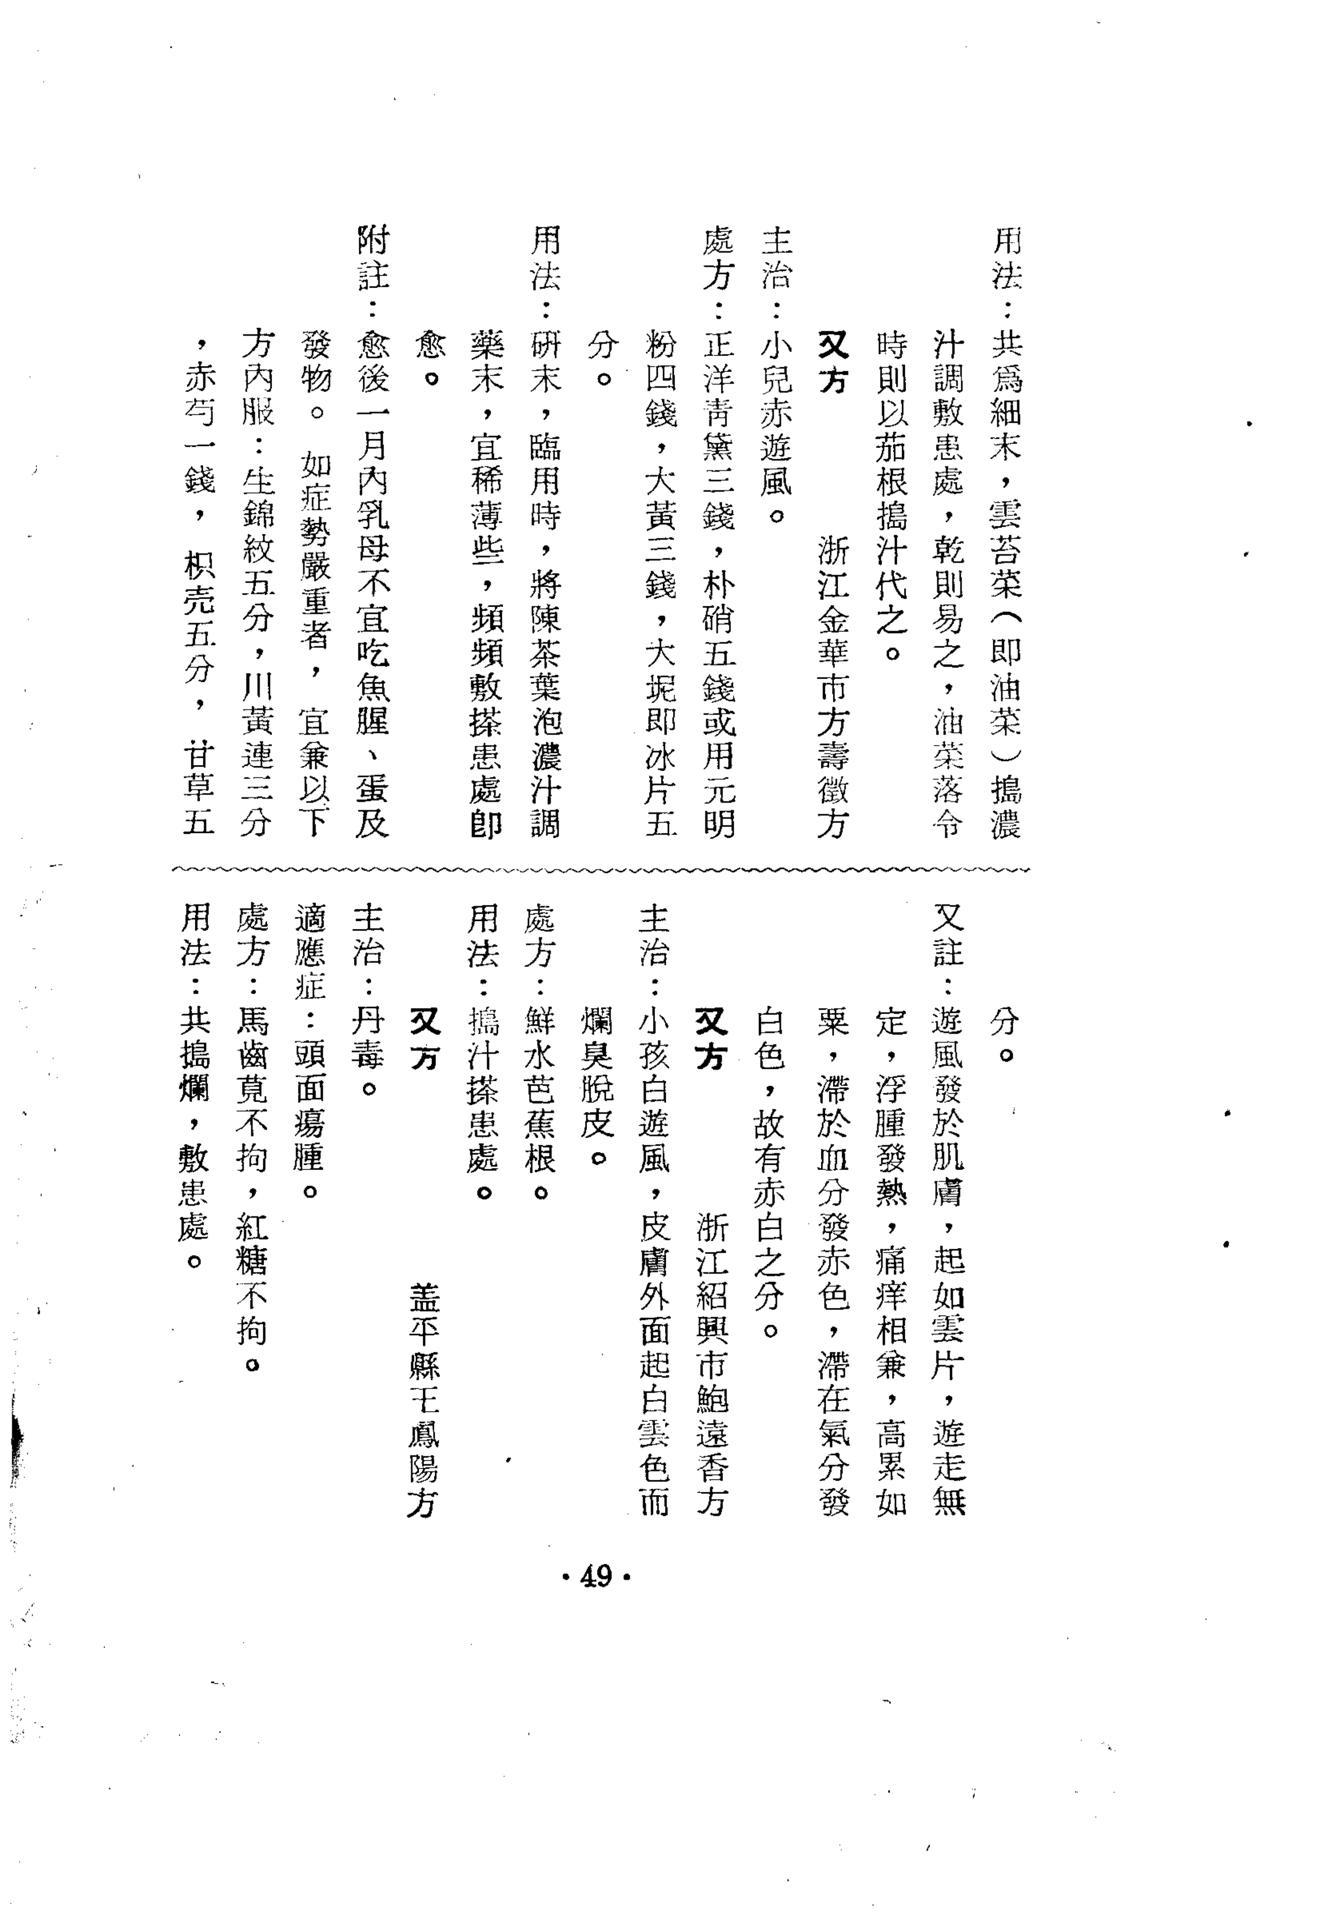 用法：共爲細末，雲苔菜（即油菜）搗濃
汁調敷患處，乾則易之，油菜落令
時則以茄根搗汁代之。
又方　浙江金華市方壽徵方
主治：小兒赤遊風。
處方：正洋青黛三錢，朴硝五錢或用元明
粉四錢，大黃三錢，大坭即冰片五
分。
用法：研末，臨用時，將陳茶葉泡濃汁調
藥末，宜稀薄些，頻頻敷搽患處卽
愈。
附註：愈後一月內乳母不宜吃魚腥、蛋及
發物。如症勢嚴重者，宜兼以下
方內服：生錦紋五分，川黃連三分
，赤芍一錢，枳壳五分，甘草五
分。
又註：遊風發於肌膚，起如雲片，遊走無
定，浮腫發熱，痛痒相兼，高累如
粟，滯於血分發赤色，滯在氣分發
白色，故有赤白之分。
又方　浙江紹興市鮑遠香方
主治：小孩白遊風，皮膚外面起白雲色而
爛臭脫皮。
處方：鮮水芭蕉根。
用法：搗汁搽患處。
又方　盖平縣王鳳陽方
主治：丹毒。
適應症：頭面瘍腫。
處方：馬齒莧不拘，紅糖不拘。
用法：共搗爛，敷患處。
·49·